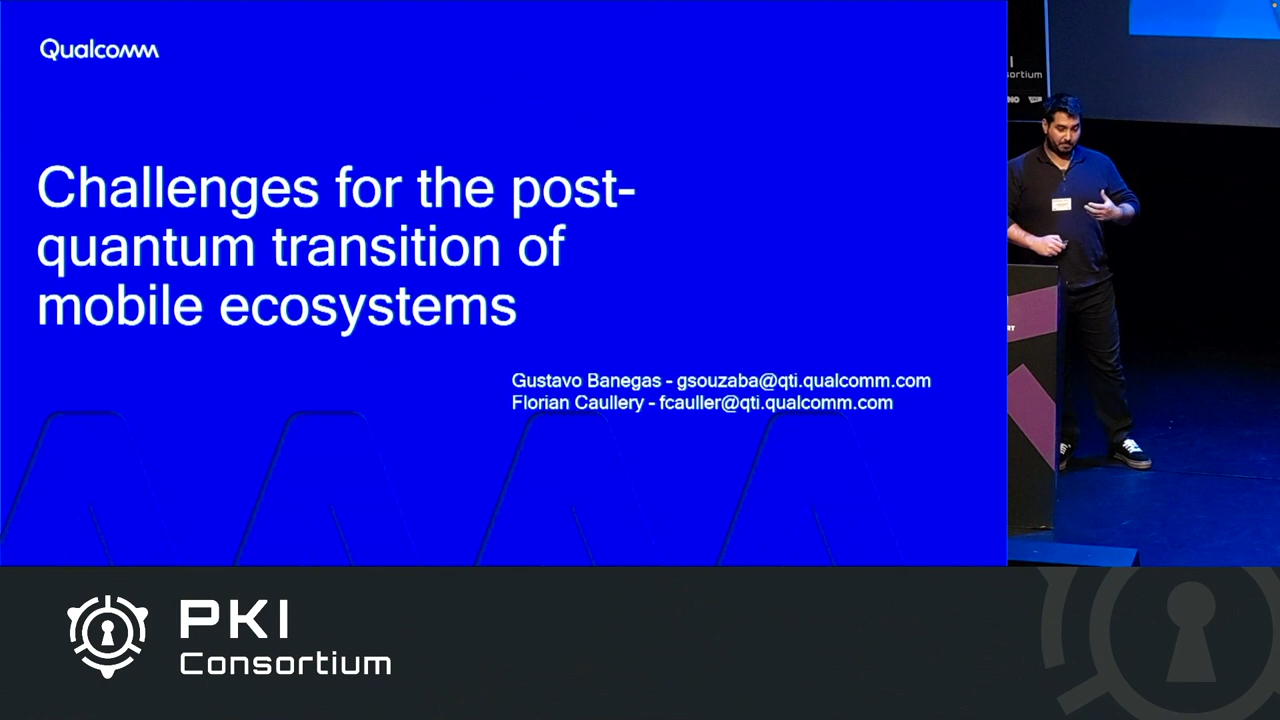 Qualcomm
Challenges for the post-
quantum transition of
mobile ecosystems
Gustavo Banegas - gsouzaba@qti.qualcomm.com
Florian Caullery - fcauller@qti.qualcomm.com
PKI
Consortium